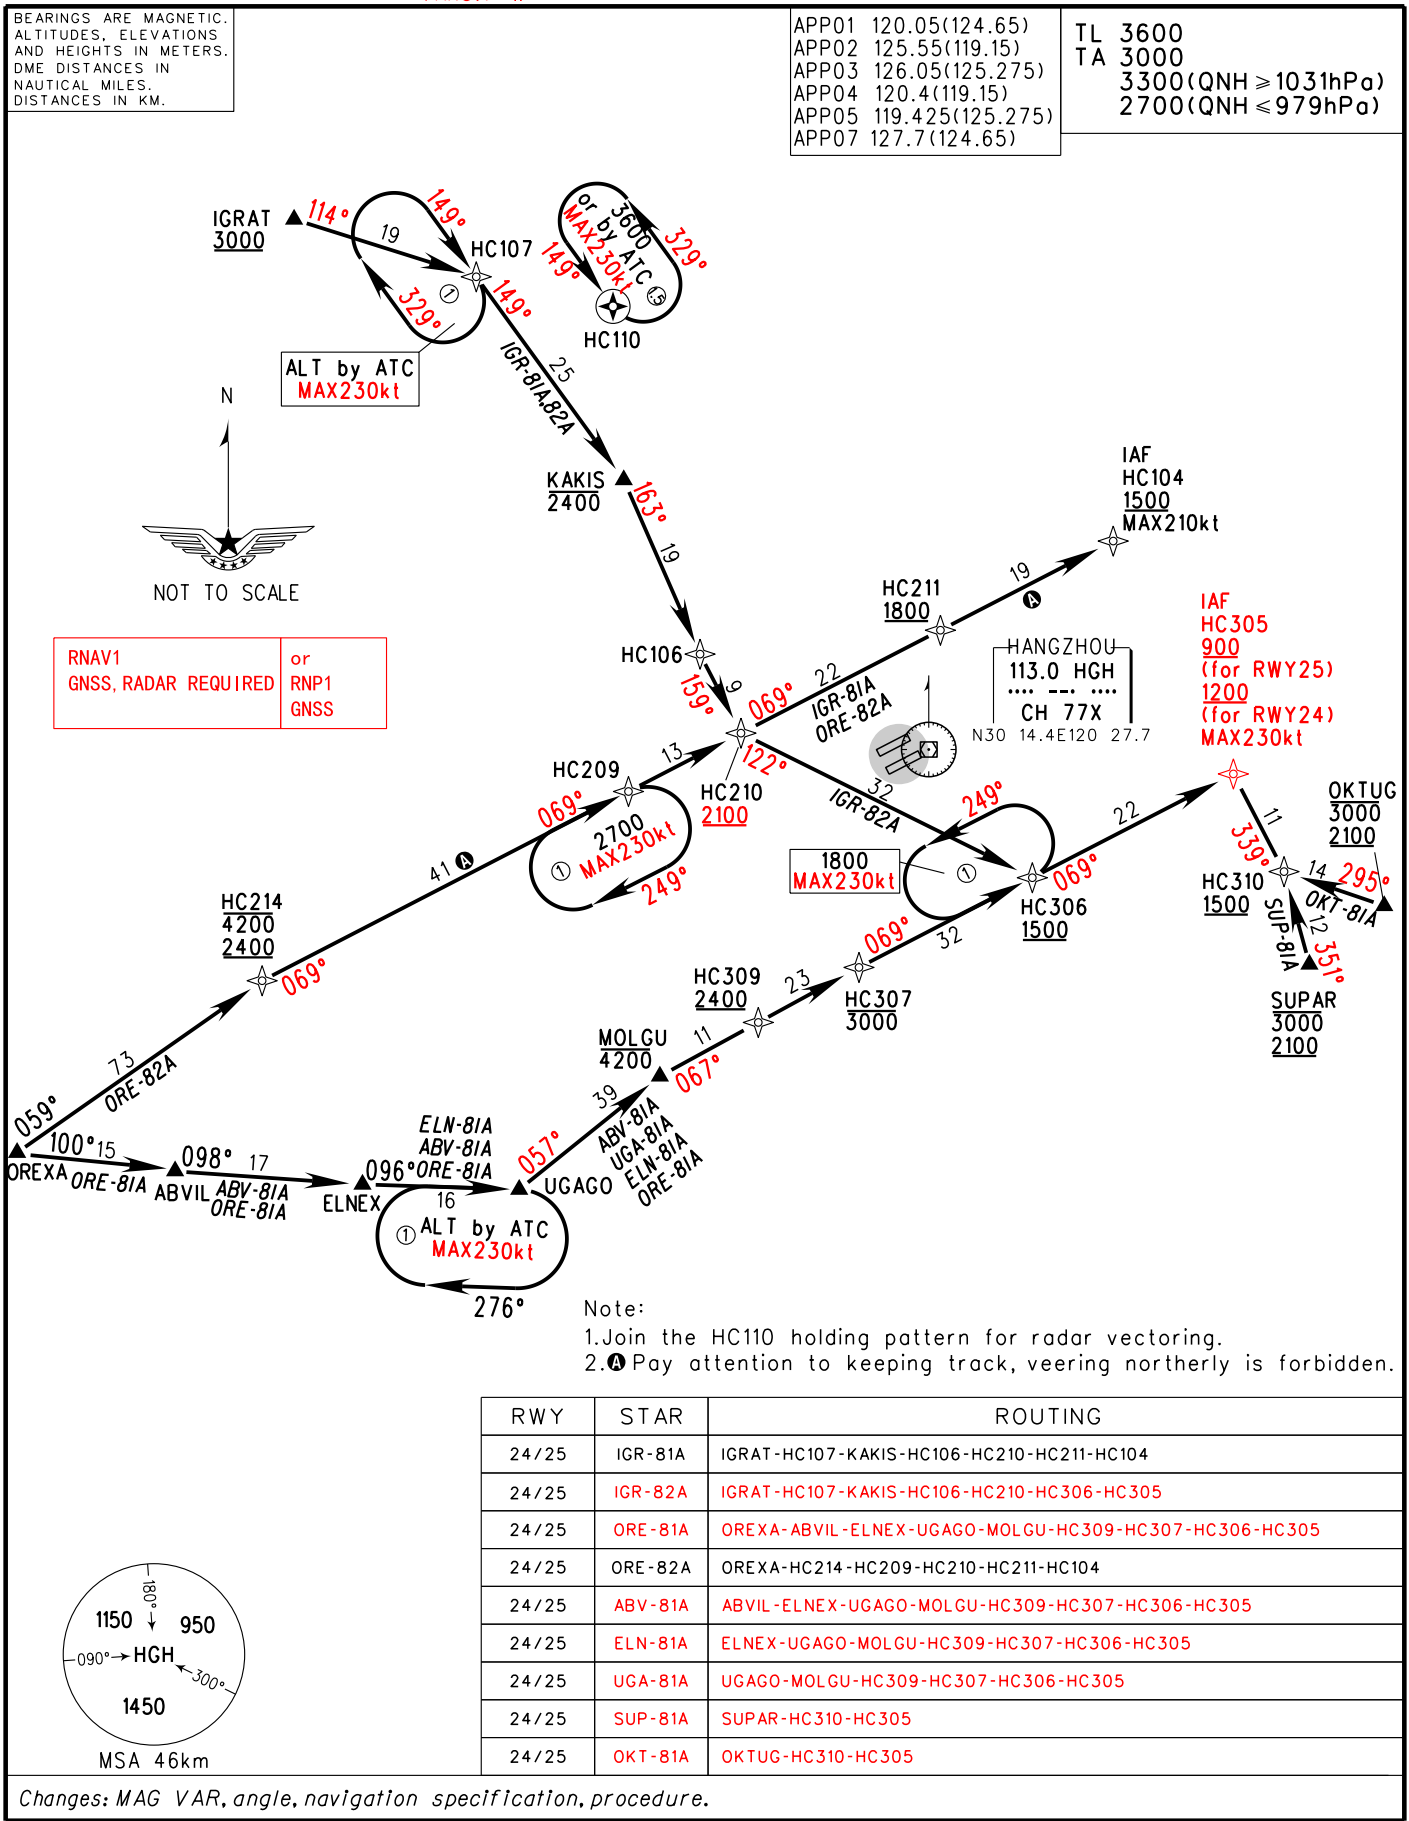 BEARINGS ARE MAGNETIC.
ALTITUDES, ELEVATIONS
AND HEIGHTS IN METERS.
DME DISTANCES IN
NAUTICAL MILES.
DISTANCES IN KM.
APP01 120.05(124.65)
APP02 125.55(119.15)
APP03 126.05(125.275)
APP04 120.4(119.15)
APP05 119.425(125.275)
APP07 127.7(124.65)
TL 3600
TA 3000
3300(QNH≥1031hPa)
2700(QNH≤979hPa)
IGRAT
3000
114°
19
149°
HC107
329°
1
149°
ALT by ATC
MAX230kt
3600
or by ATC
MAX230kt
149°
329°
1.5
HC110
25
IGR-81A,82A
N
NOT TO SCALE
KAKIS
2400
163°
19
HC106
159°
9
RNAV1
GNSS, RADAR REQUIRED
or
RNP1
GNSS
IAF
HC104
1500
MAX210kt
19
A
HC211
1800
22
069°
IGR-81A
ORE-82A
HANGZHOU
113.0 HGH
CH 77X
N30 14.4E120 27.7
IAF
HC305
900
(for RWY25)
1200
(for RWY24)
MAX230kt
13
HC209
HC210
2100
122°
32
IGR-82A
069°
2700
MAX230kt
1
249°
41 A
249°
1800
MAX230kt
1
22
069°
HC306
1500
11
339°
OKTUG
3000
2100
14
295°
OKT-81A
HC310
1500
SUP-81A
12
351°
SUPAR
3000
2100
HC214
4200
2400
069°
069°
32
HC309
2400
23
HC307
3000
MOLGU
4200
11
067°
73
ORE-82A
059°
39
ABV-81A
UGA-81A
ELN-81A
ORE-81A
057°
OREXA
100°
15
ORE-81A
ABVIL
098°
17
ABV-81A
ORE-81A
ELNEX
096°
ELN-81A
ABV-81A
ORE-81A
16
UGAGO
1
ALT by ATC
MAX230kt
276°
Note:
1.Join the HC110 holding pattern for radar vectoring.
2.A Pay attention to keeping track, veering northerly is forbidden.
RWY STAR ROUTING
24/25 IGR-81A IGRAT-HC107-KAKIS-HC106-HC210-HC211-HC104
24/25 IGR-82A IGRAT-HC107-KAKIS-HC106-HC210-HC306-HC305
24/25 ORE-81A OREXA-ABVIL-ELNEX-UGAGO-MOLGU-HC309-HC307-HC306-HC305
24/25 ORE-82A OREXA-HC214-HC209-HC210-HC211-HC104
24/25 ABV-81A ABVIL-ELNEX-UGAGO-MOLGU-HC309-HC307-HC306-HC305
24/25 ELN-81A ELNEX-UGAGO-MOLGU-HC309-HC307-HC306-HC305
24/25 UGA-81A UGAGO-MOLGU-HC309-HC307-HC306-HC305
24/25 SUP-81A SUPAR-HC310-HC305
24/25 OKT-81A OKTUG-HC310-HC305
180°
1150
950
090°
HGH
300°
1450
MSA 46km
Changes: MAG VAR, angle, navigation specification, procedure.